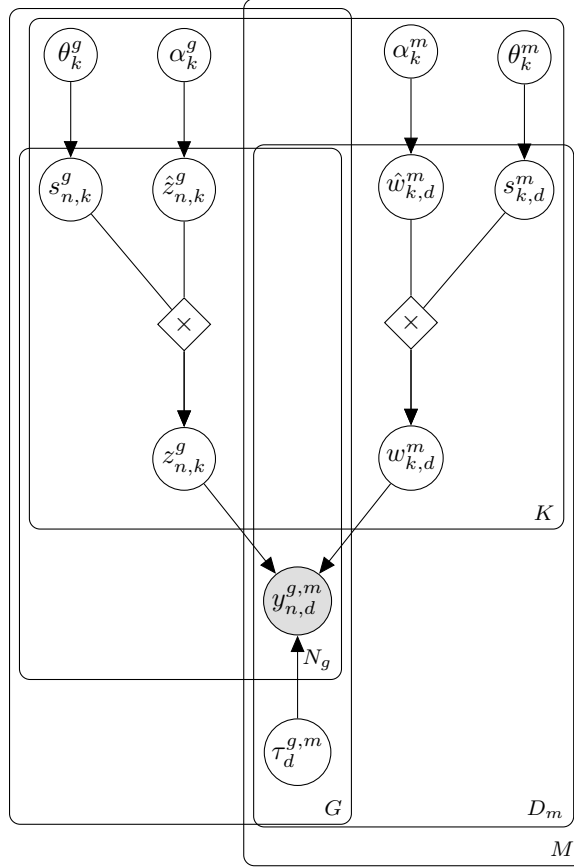 θ_k^g α_k^g α_k^m θ_k^m
s_{n,k}^g ẑ_{n,k}^g ŵ_{k,d}^m s_{k,d}^m
× ×
z_{n,k}^g w_{k,d}^m
K
y_{n,d}^{g,m}
N_g
τ_d^{g,m}
G D_m
M